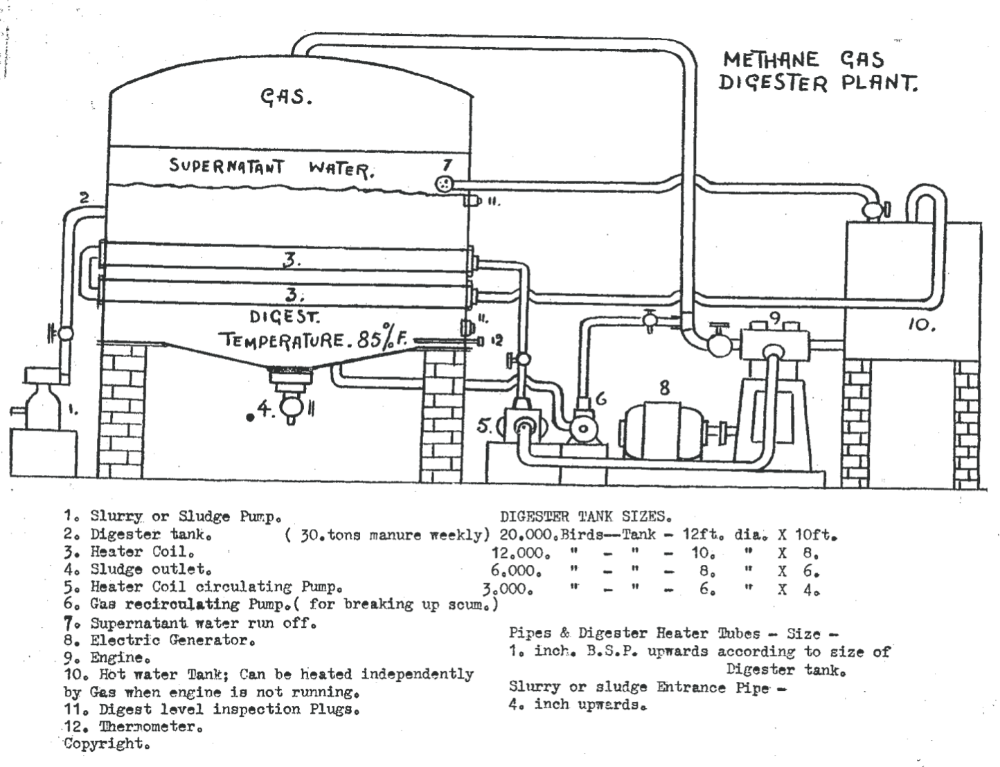 METHANE GAS
DIGESTER PLANT.
GAS.
SUPERNATANT WATER.
7
2
11.
3.
3.
DIGEST.
11.
TEMPERATURE. 85%F.
12
9
10.
1.
4.
5.
6
8
1. Slurry or Sludge Pump.
2. Digester tank. ( 30.tons manure weekly)
3. Heater Coil.
4. Sludge outlet.
5. Heater Coil circulating Pump.
6. Gas recirculating Pump.( for breaking up scum.)
7. Supernatant water run off.
8. Electric Generator.
9. Engine.
10. Hot water Tank; Can be heated independently
by Gas when engine is not running.
11. Digest level inspection Plugs.
12. Thermometer.
Copyright.
DIGESTER TANK SIZES.
20.000.Birds--Tank - 12ft. dia. X 10ft.
12.000. " - " - 10. " X 8.
6.000. " - " - 8. " X 6.
3.000. " - " - 6. " X 4.
Pipes & Digester Heater Tubes - Size -
1. inch. B.S.P. upwards according to size of
Digester tank.
Slurry or sludge Entrance Pipe -
4. inch upwards.